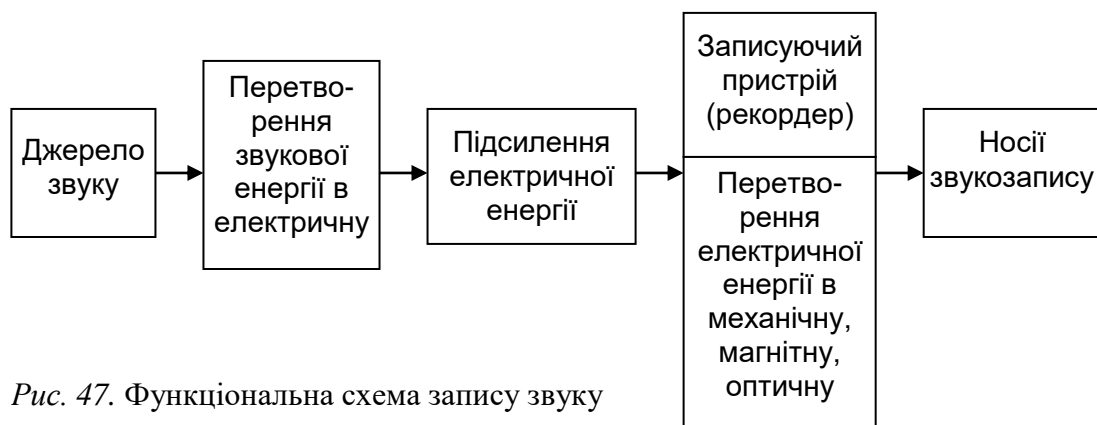 Джерело
звуку
Перетво-
рення
звукової
енергії в
електричну
Підсилення
електричної
енергії
Записуючий
пристрій
(рекордер)
Перетво-
рення
електричної
енергії в
механічну,
магнітну,
оптичну
Носії
звукозапису
Рис. 47. Функціональна схема запису звуку